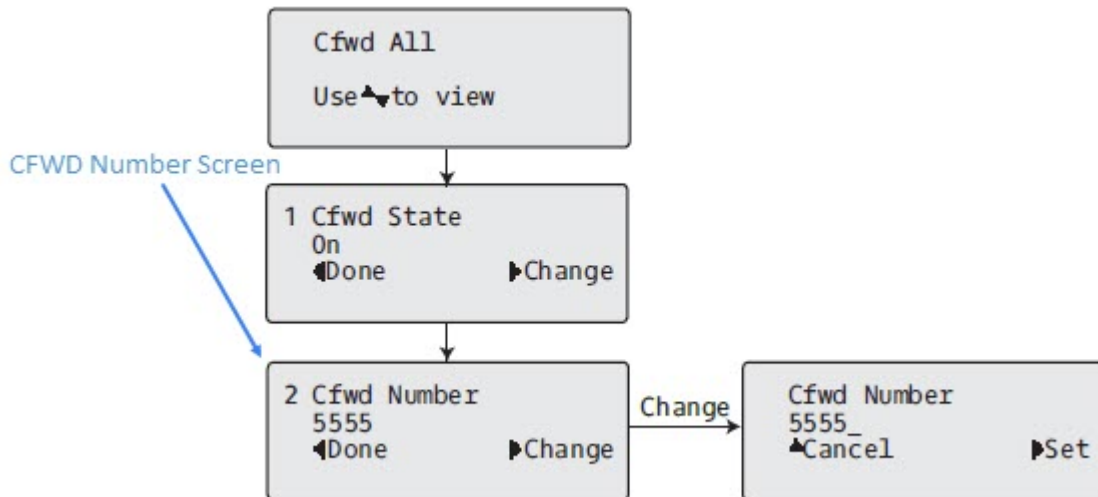 Cfwd All
Use to view
CFWD Number Screen
1 Cfwd State
On
Done Change
2 Cfwd Number
5555
Done Change
Change
Cfwd Number
5555_
Cancel Set